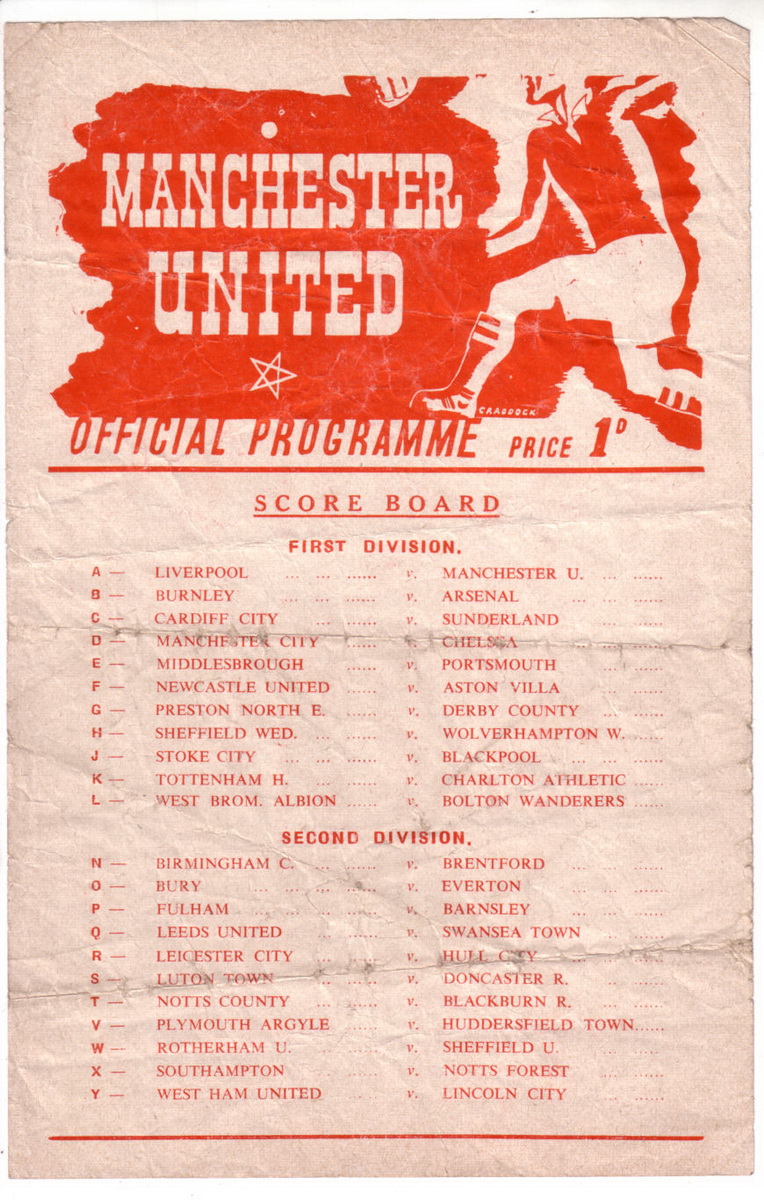 MANCHESTER
UNITED
CRADDOCK
OFFICIAL PROGRAMME PRICE 1D
SCORE BOARD
FIRST DIVISION.
A — LIVERPOOL ... ... ...... v. MANCHESTER U. ... ......
B — BURNLEY ... ... ...... v. ARSENAL ... ... ......
C — CARDIFF CITY ... ...... v. SUNDERLAND ... ......
D — MANCHESTER CITY ...... v. CHELSEA ... ... ......
E — MIDDLESBROUGH ...... v. PORTSMOUTH ... ......
F — NEWCASTLE UNITED ...... v. ASTON VILLA ... ......
G — PRESTON NORTH E. ...... v. DERBY COUNTY ... ......
H — SHEFFIELD WED. ... ...... v. WOLVERHAMPTON W. ......
J — STOKE CITY ... ... ...... v. BLACKPOOL ... ... ......
K — TOTTENHAM H. ... ...... v. CHARLTON ATHLETIC ......
L — WEST BROM. ALBION ...... v. BOLTON WANDERERS ......
SECOND DIVISION.
N — BIRMINGHAM C. ... ...... v. BRENTFORD ... ... ......
O — BURY ... ... ... ...... v. EVERTON ... ... ......
P — FULHAM ... ... ... ...... v. BARNSLEY ... ... ......
Q — LEEDS UNITED ... ...... v. SWANSEA TOWN ... ......
R — LEICESTER CITY ... ...... v. HULL CITY ... ... ......
S — LUTON TOWN ... ...... v. DONCASTER R. ... ......
T — NOTTS COUNTY ... ...... v. BLACKBURN R. ... ......
V — PLYMOUTH ARGYLE ...... v. HUDDERSFIELD TOWN......
W — ROTHERHAM U. ... ...... v. SHEFFIELD U. ... ......
X — SOUTHAMPTON ... ...... v. NOTTS FOREST ... ......
Y — WEST HAM UNITED ...... v. LINCOLN CITY ... ......